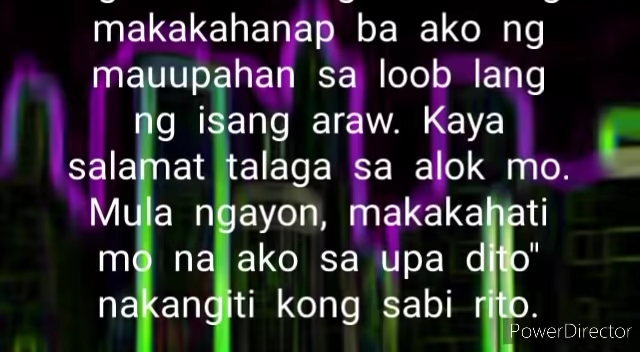 makakahanap ba ako ng
mauupahan sa loob lang
ng isang araw. Kaya
salamat talaga sa alok mo.
Mula ngayon, makakahati
mo na ako sa upa dito"
nakangiti kong sabi rito.
PowerDirector